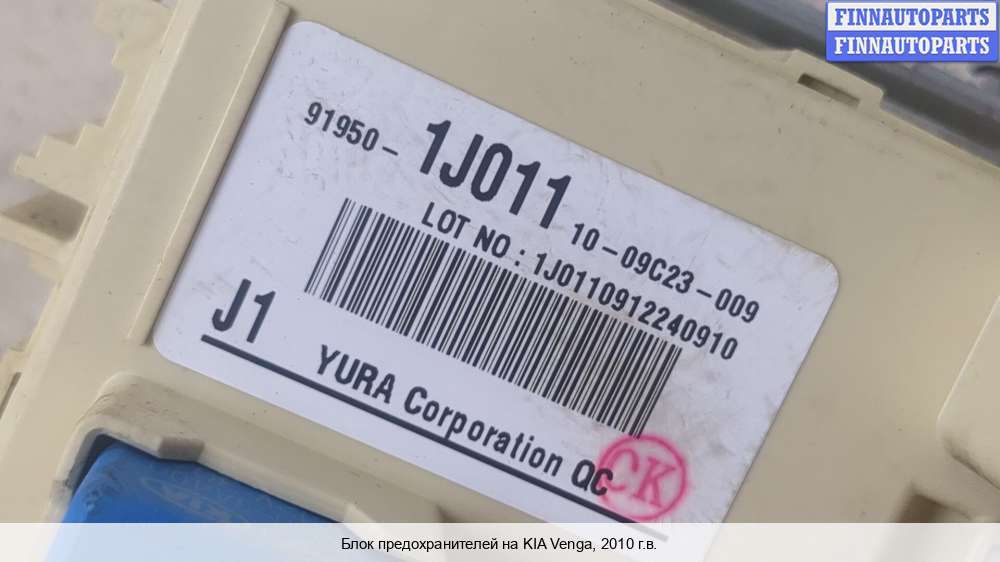 FINNAUTOPARTS
FINNAUTOPARTS
91950- 1J011
10-09C23-009
LOT NO : 1J0110912240910
J1
YURA Corporation QC
CK
Блок предохранителей на KIA Venga, 2010 г.в.